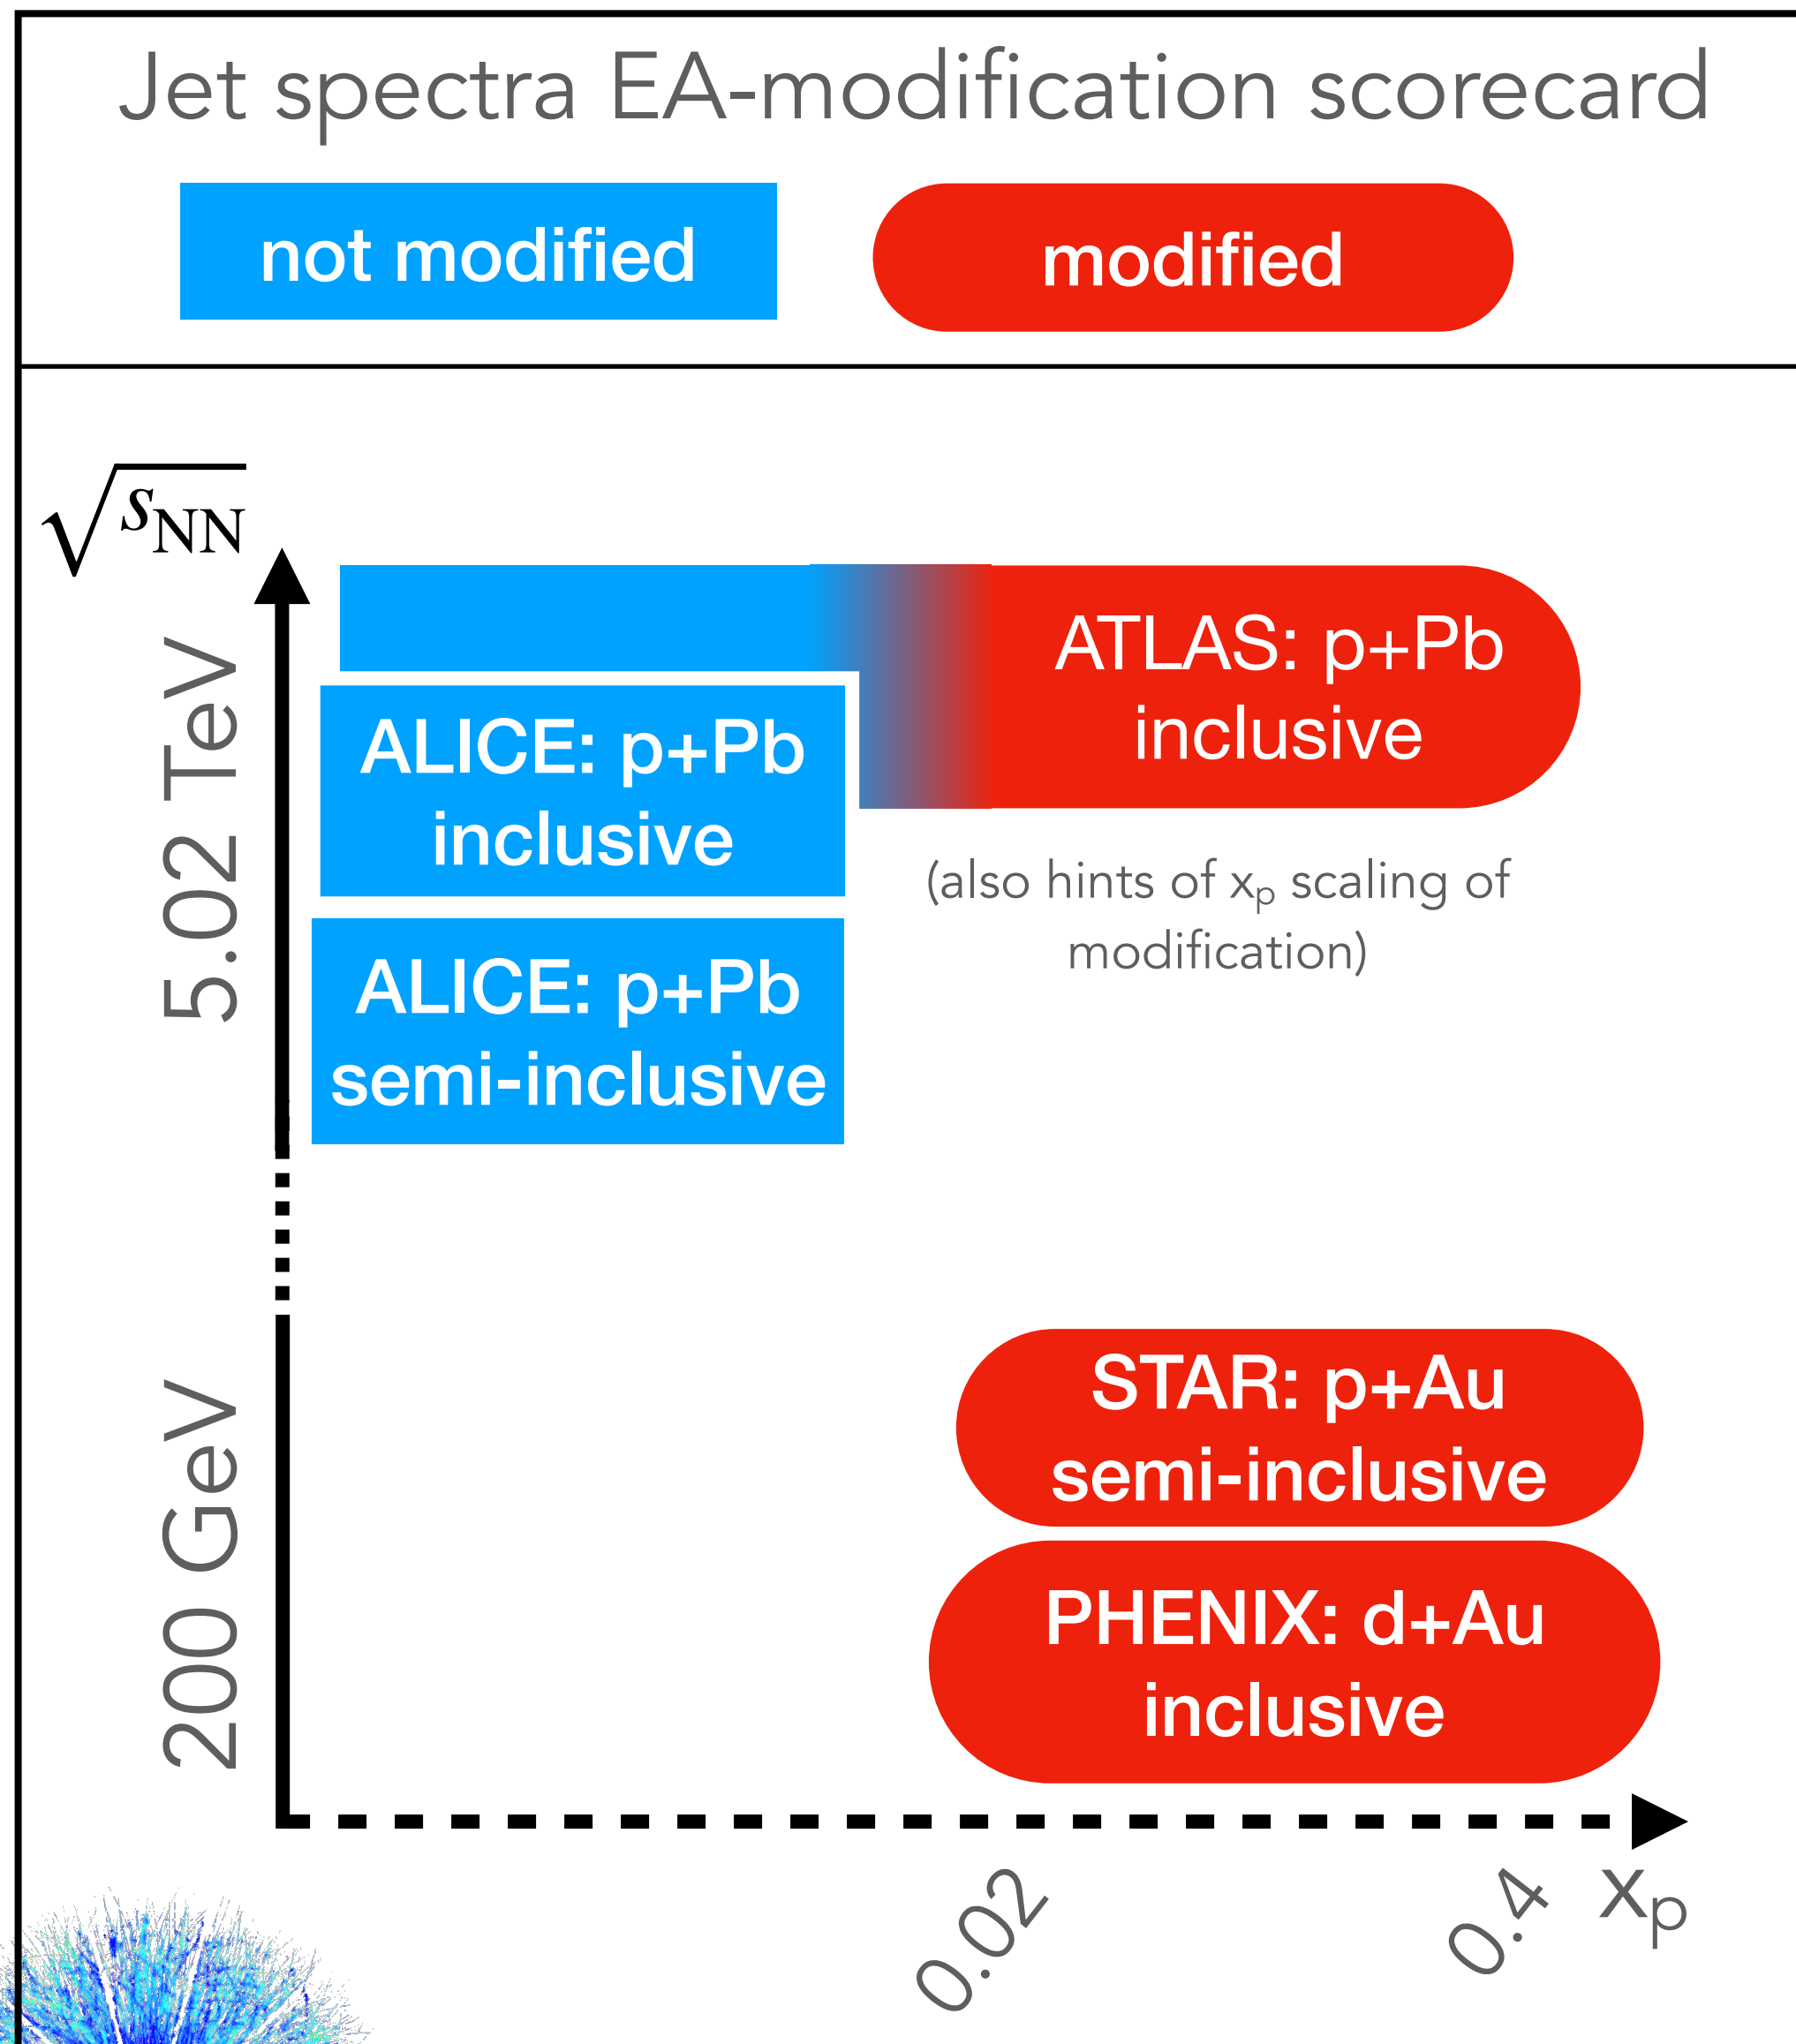 Jet spectra EA-modification scorecard
not modified
modified
√sNN
5.02 TeV
ATLAS: p+Pb
inclusive
ALICE: p+Pb
inclusive
(also hints of xp scaling of
modification)
ALICE: p+Pb
semi-inclusive
200 GeV
STAR: p+Au
semi-inclusive
PHENIX: d+Au
inclusive
0.02
0.4
xp